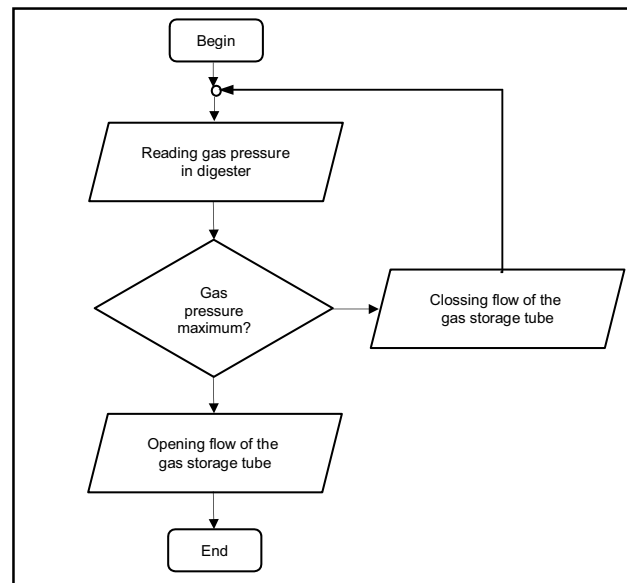 Begin
Reading gas pressure
in digester
Gas
pressure
maximum?
Clossing flow of the
gas storage tube
Opening flow of the
gas storage tube
End